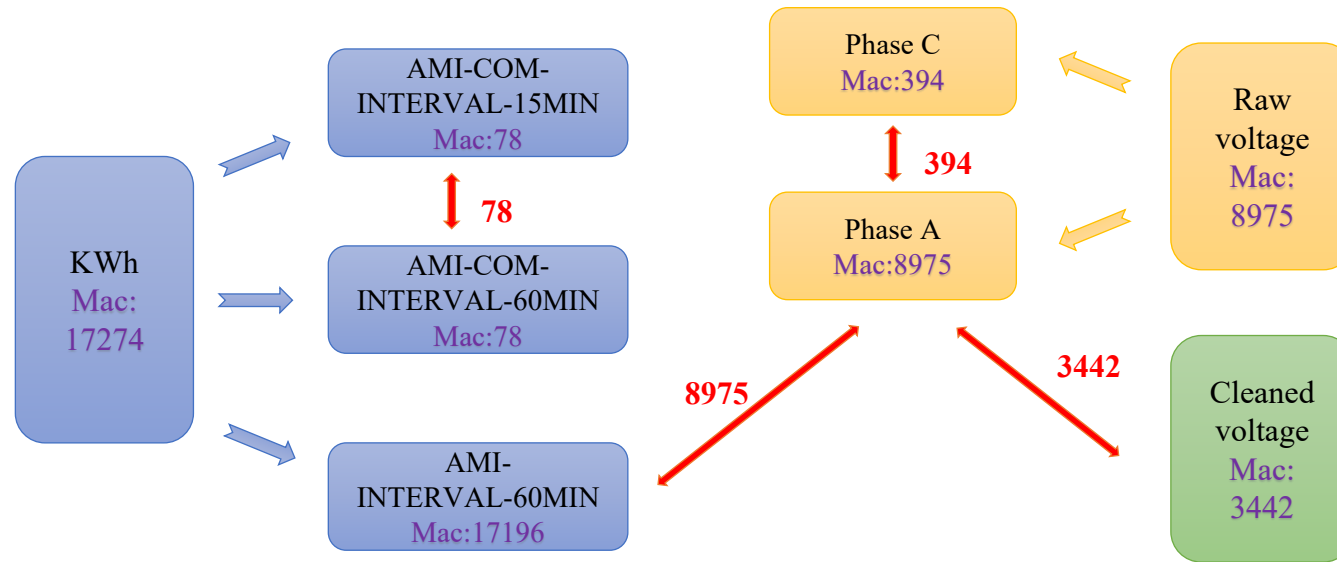 KWh
Mac:
17274
AMI-COM-
INTERVAL-15MIN
Mac:78
78
AMI-COM-
INTERVAL-60MIN
Mac:78
AMI-
INTERVAL-60MIN
Mac:17196
8975
Phase C
Mac:394
394
Phase A
Mac:8975
3442
Raw
voltage
Mac:
8975
Cleaned
voltage
Mac:
3442